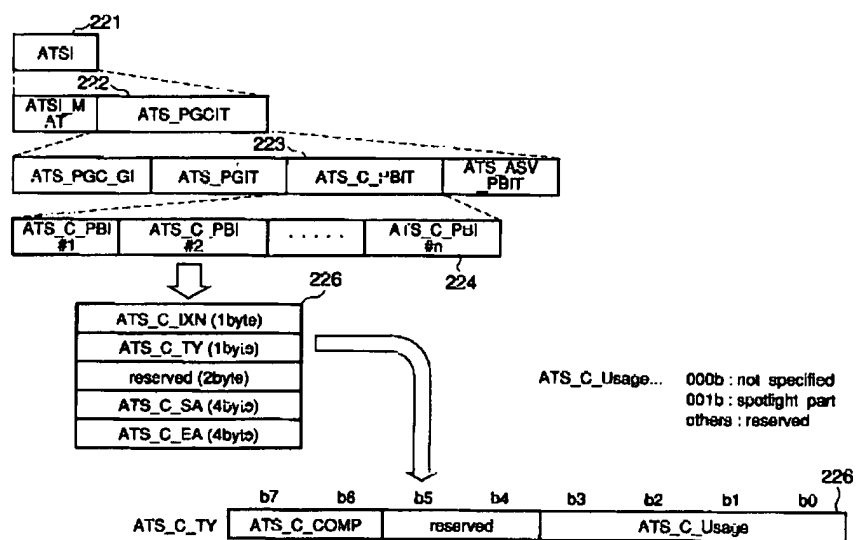 221
ATSI
222
ATSI_M
AT
ATS_PGCIT
223
ATS_PGC_GI
ATS_PGIT
ATS_C_PBIT
ATS_ASV
_PBIT
ATS_C_PBI
#1
ATS_C_PBI
#2
.....
ATS_C_PBI
#n
224
226
ATS_C_IXN (1byte)
ATS_C_TY (1byte)
reserved (2byte)
ATS_C_SA (4byte)
ATS_C_EA (4byte)
ATS_C_Usage... 000b : not specified
001b : spotlight part
others : reserved
226
b7 b6 b5 b4 b3 b2 b1 b0
ATS_C_TY ATS_C_COMP reserved ATS_C_Usage